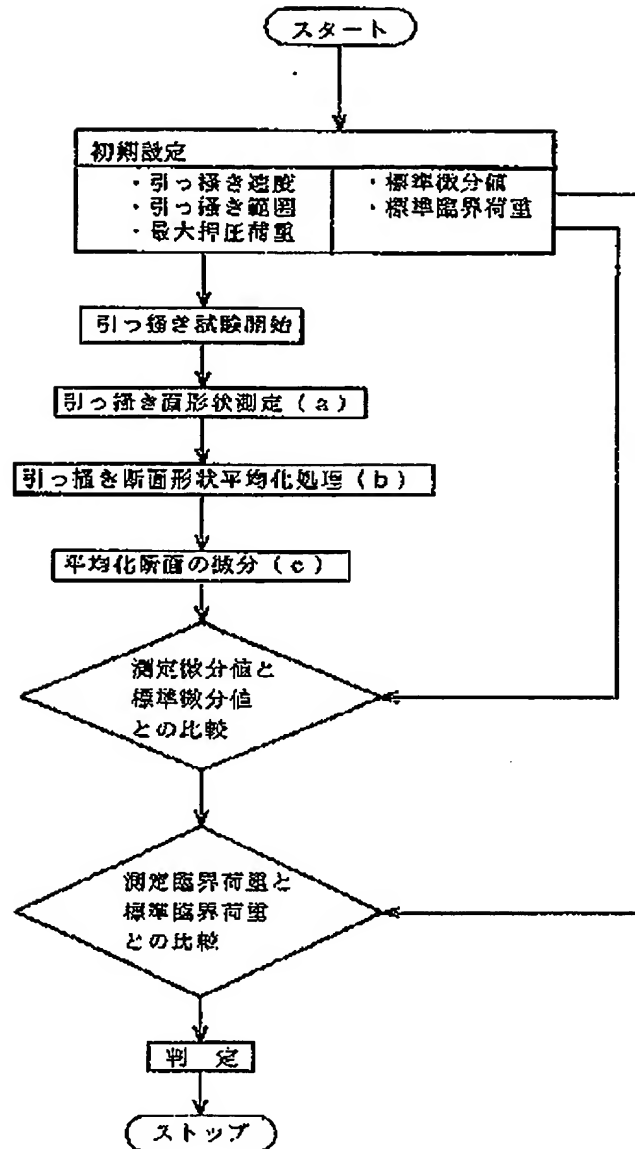 スタート
初期設定
・引っ掻き速度
・引っ掻き範囲
・最大押圧荷重
・標準微分値
・標準臨界荷重
引っ掻き試験開始
引っ掻き面形状測定（a）
引っ掻き断面形状平均化処理（b）
平均化断面の微分（c）
測定微分値と
標準微分値
との比較
測定臨界荷重と
標準臨界荷重
との比較
判　定
ストップ